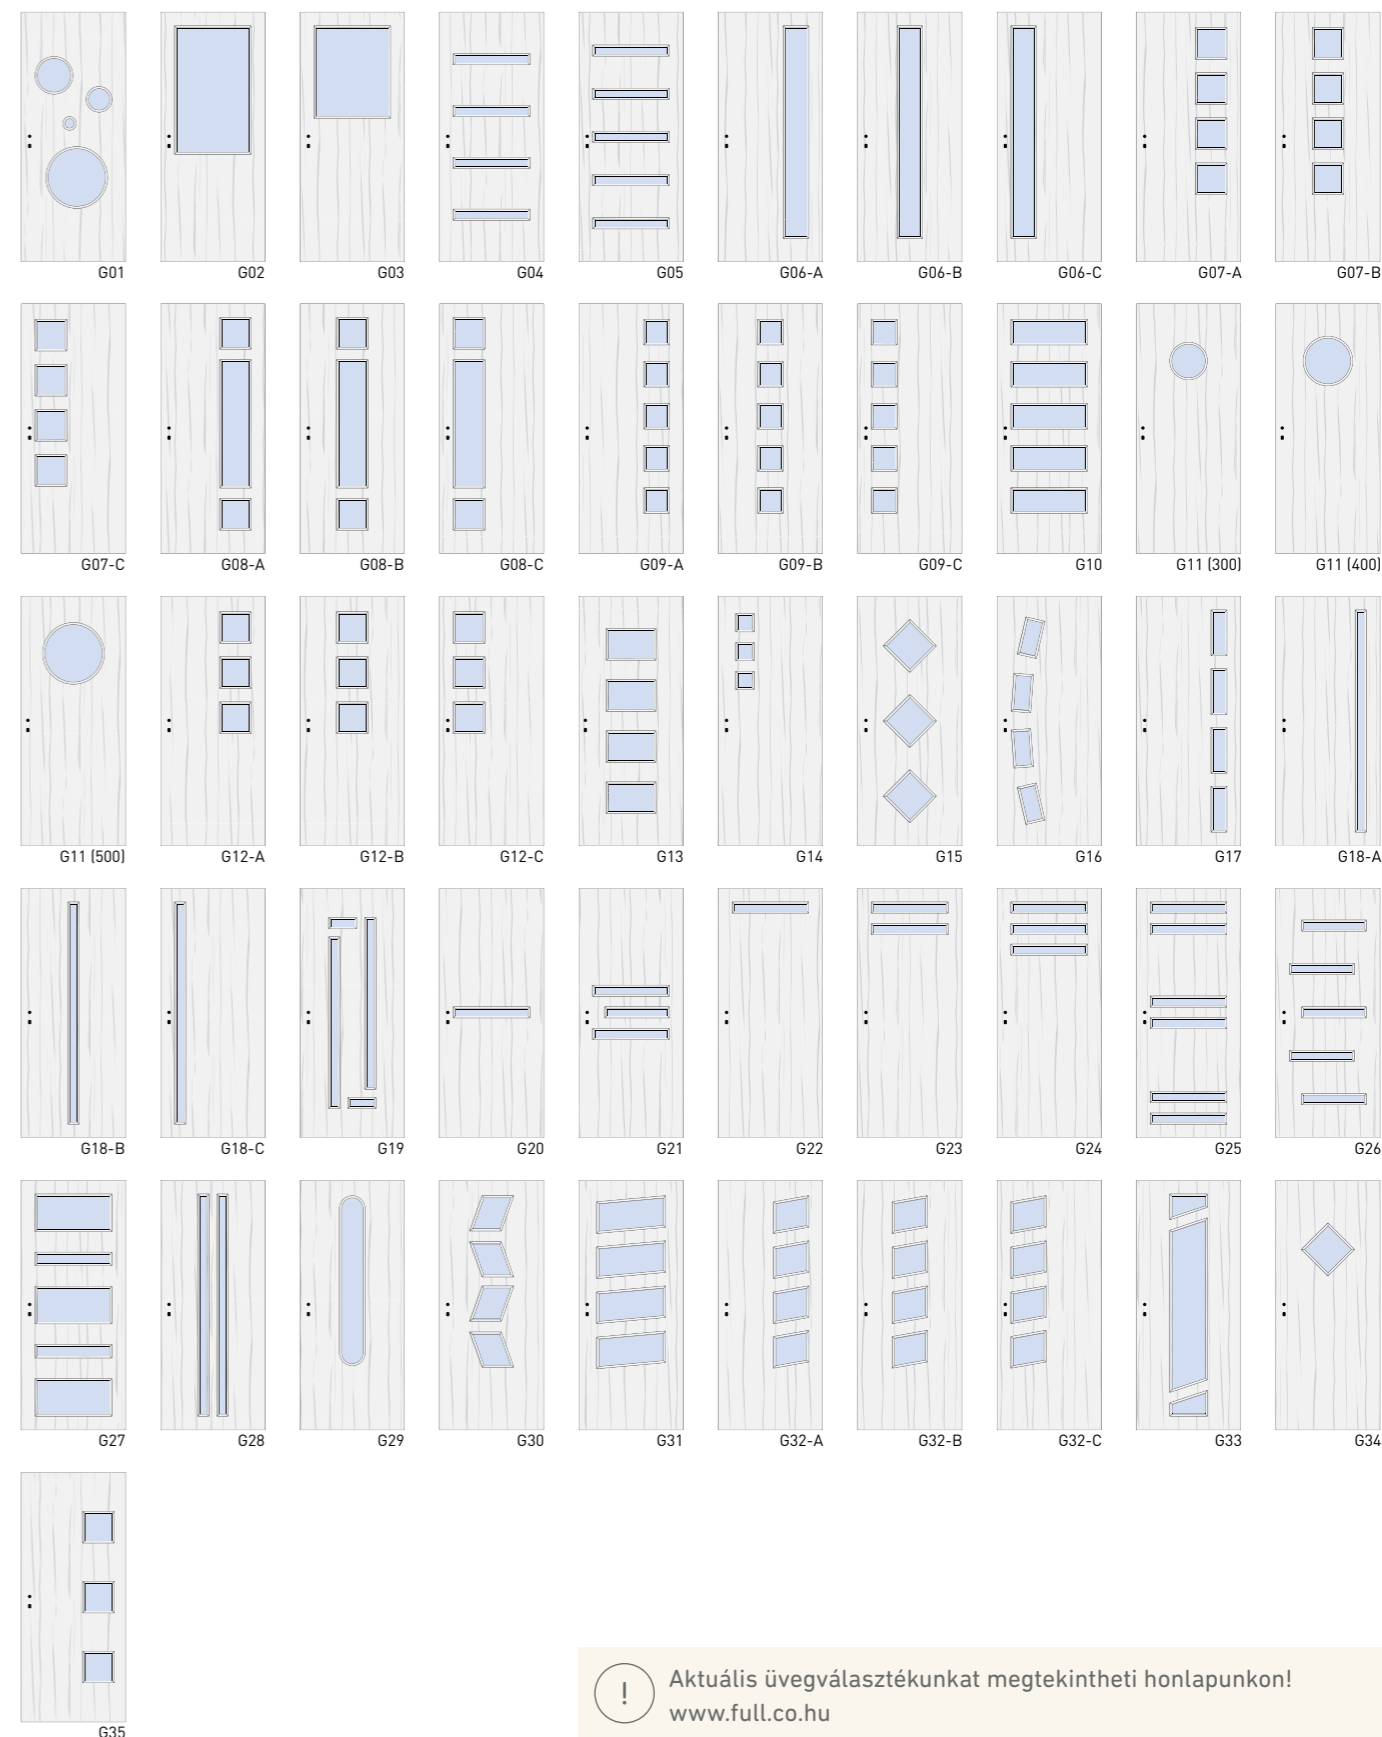 G01 G02 G03 G04 G05 G06-A G06-B G06-C G07-A G07-B
G07-C G08-A G08-B G08-C G09-A G09-B G09-C G10 G11 (300) G11 (400)
G11 (500) G12-A G12-B G12-C G13 G14 G15 G16 G17 G18-A
G18-B G18-C G19 G20 G21 G22 G23 G24 G25 G26
G27 G28 G29 G30 G31 G32-A G32-B G32-C G33 G34
G35
! Aktuális üvegválasztékunkat megtekintheti honlapunkon!
www.full.co.hu